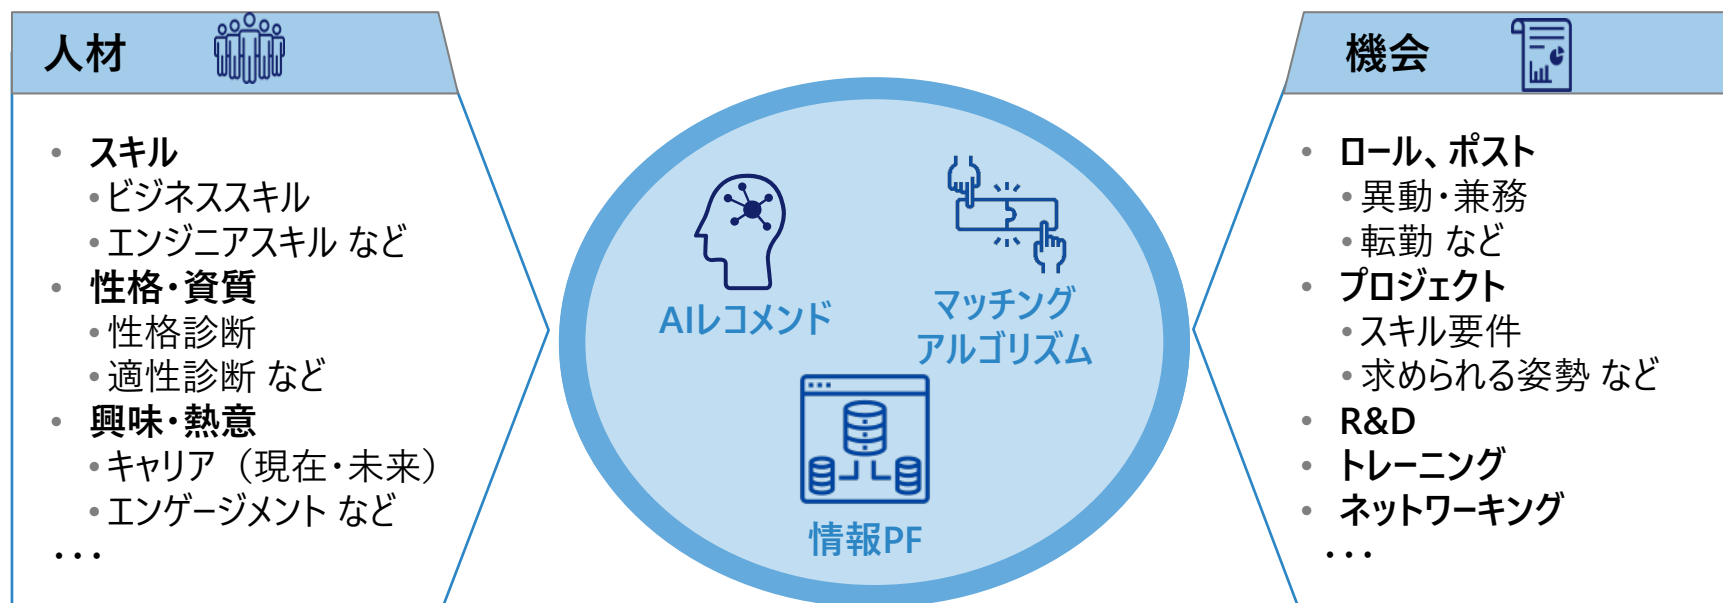 人材
・スキル
・ビジネススキル
・エンジニアスキル など
・性格・資質
・性格診断
・適性診断 など
・興味・熱意
・キャリア（現在・未来）
・エンゲージメント など
・・・
AIレコメンド
マッチング
アルゴリズム
情報PF
機会
・ロール、ポスト
・異動・兼務
・転勤 など
・プロジェクト
・スキル要件
・求められる姿勢 など
・R&D
・トレーニング
・ネットワーキング
・・・